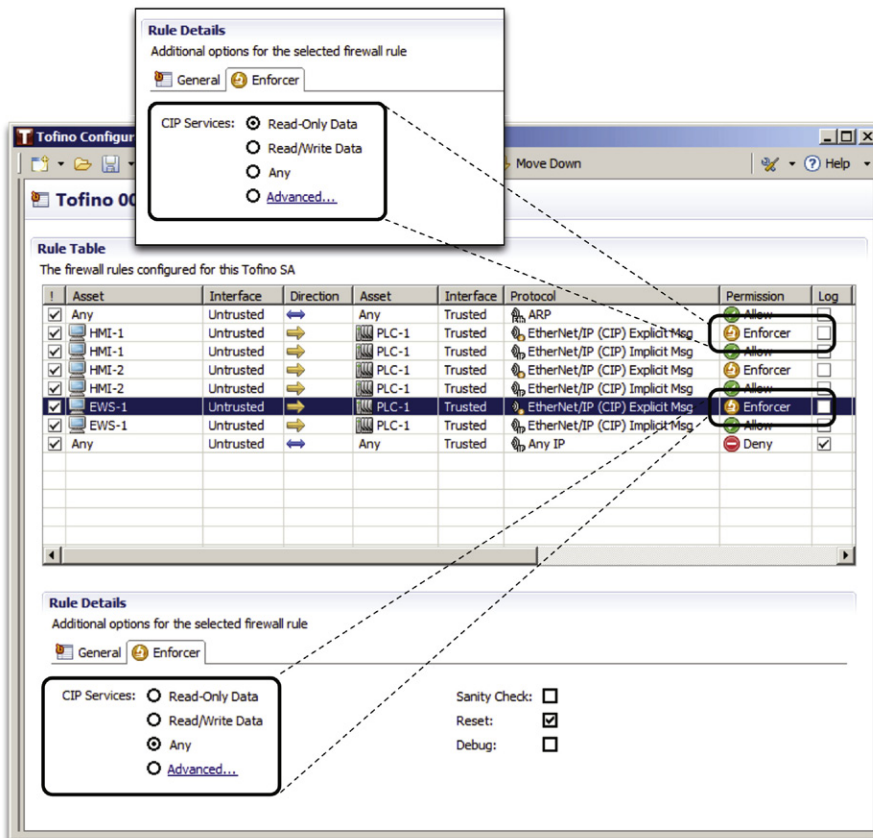 Rule Details
Additional options for the selected firewall rule
General Enforcer
CIP Services: Read-Only Data
Read/Write Data
Any
Advanced...
Tofino Configur
Move Down Help
Tofino 00
Rule Table
The firewall rules configured for this Tofino SA
! Asset Interface Direction Asset Interface Protocol Permission Log
Any Untrusted Any Trusted ARP Allow
HMI-1 Untrusted PLC-1 Trusted EtherNet/IP (CIP) Explicit Msg Enforcer
HMI-1 Untrusted PLC-1 Trusted EtherNet/IP (CIP) Implicit Msg Allow
HMI-2 Untrusted PLC-1 Trusted EtherNet/IP (CIP) Explicit Msg Enforcer
HMI-2 Untrusted PLC-1 Trusted EtherNet/IP (CIP) Implicit Msg Allow
EWS-1 Untrusted PLC-1 Trusted EtherNet/IP (CIP) Explicit Msg Enforcer
EWS-1 Untrusted PLC-1 Trusted EtherNet/IP (CIP) Implicit Msg Allow
Any Untrusted Any Trusted Any IP Deny
Rule Details
Additional options for the selected firewall rule
General Enforcer
CIP Services: Read-Only Data Sanity Check:
Read/Write Data Reset:
Any Debug:
Advanced...